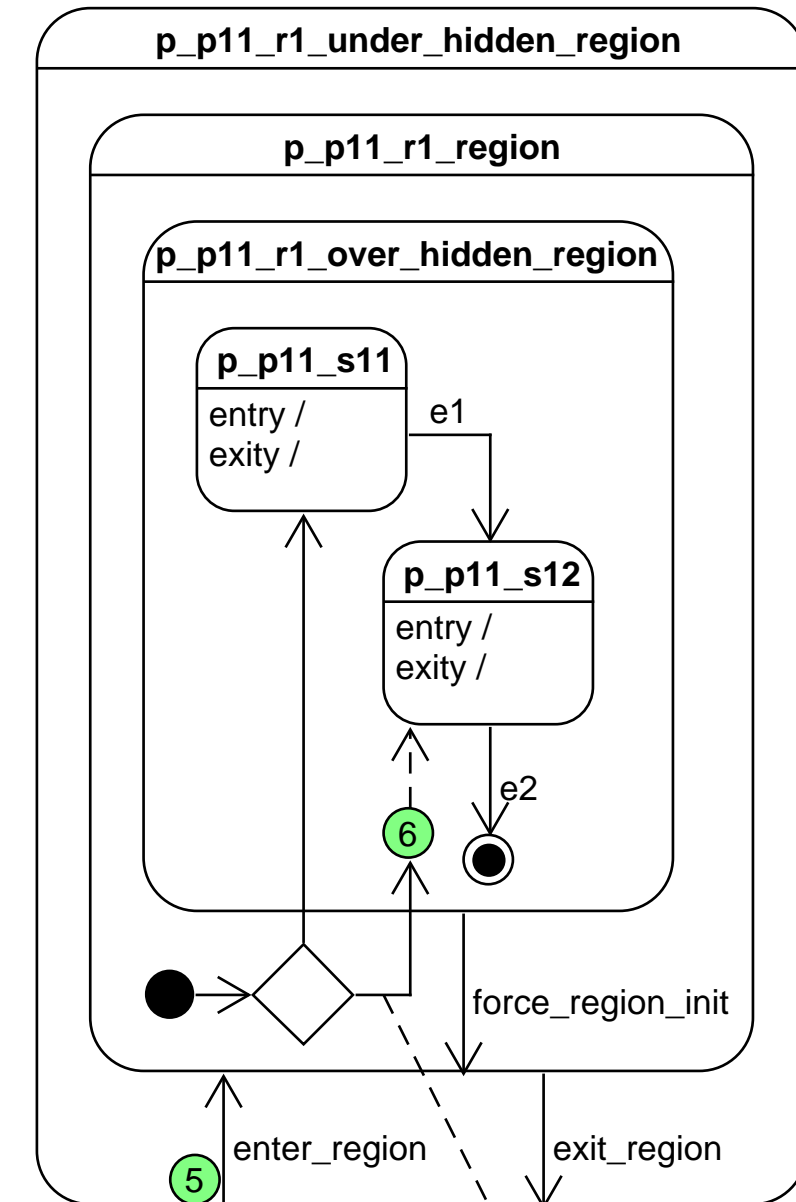 p_p11_r1_under_hidden_region
p_p11_r1_region
p_p11_r1_over_hidden_region
p_p11_s11
entry /
exity /
e1
p_p11_s12
entry /
exity /
e2
6
force_region_init
enter_region
exit_region
5